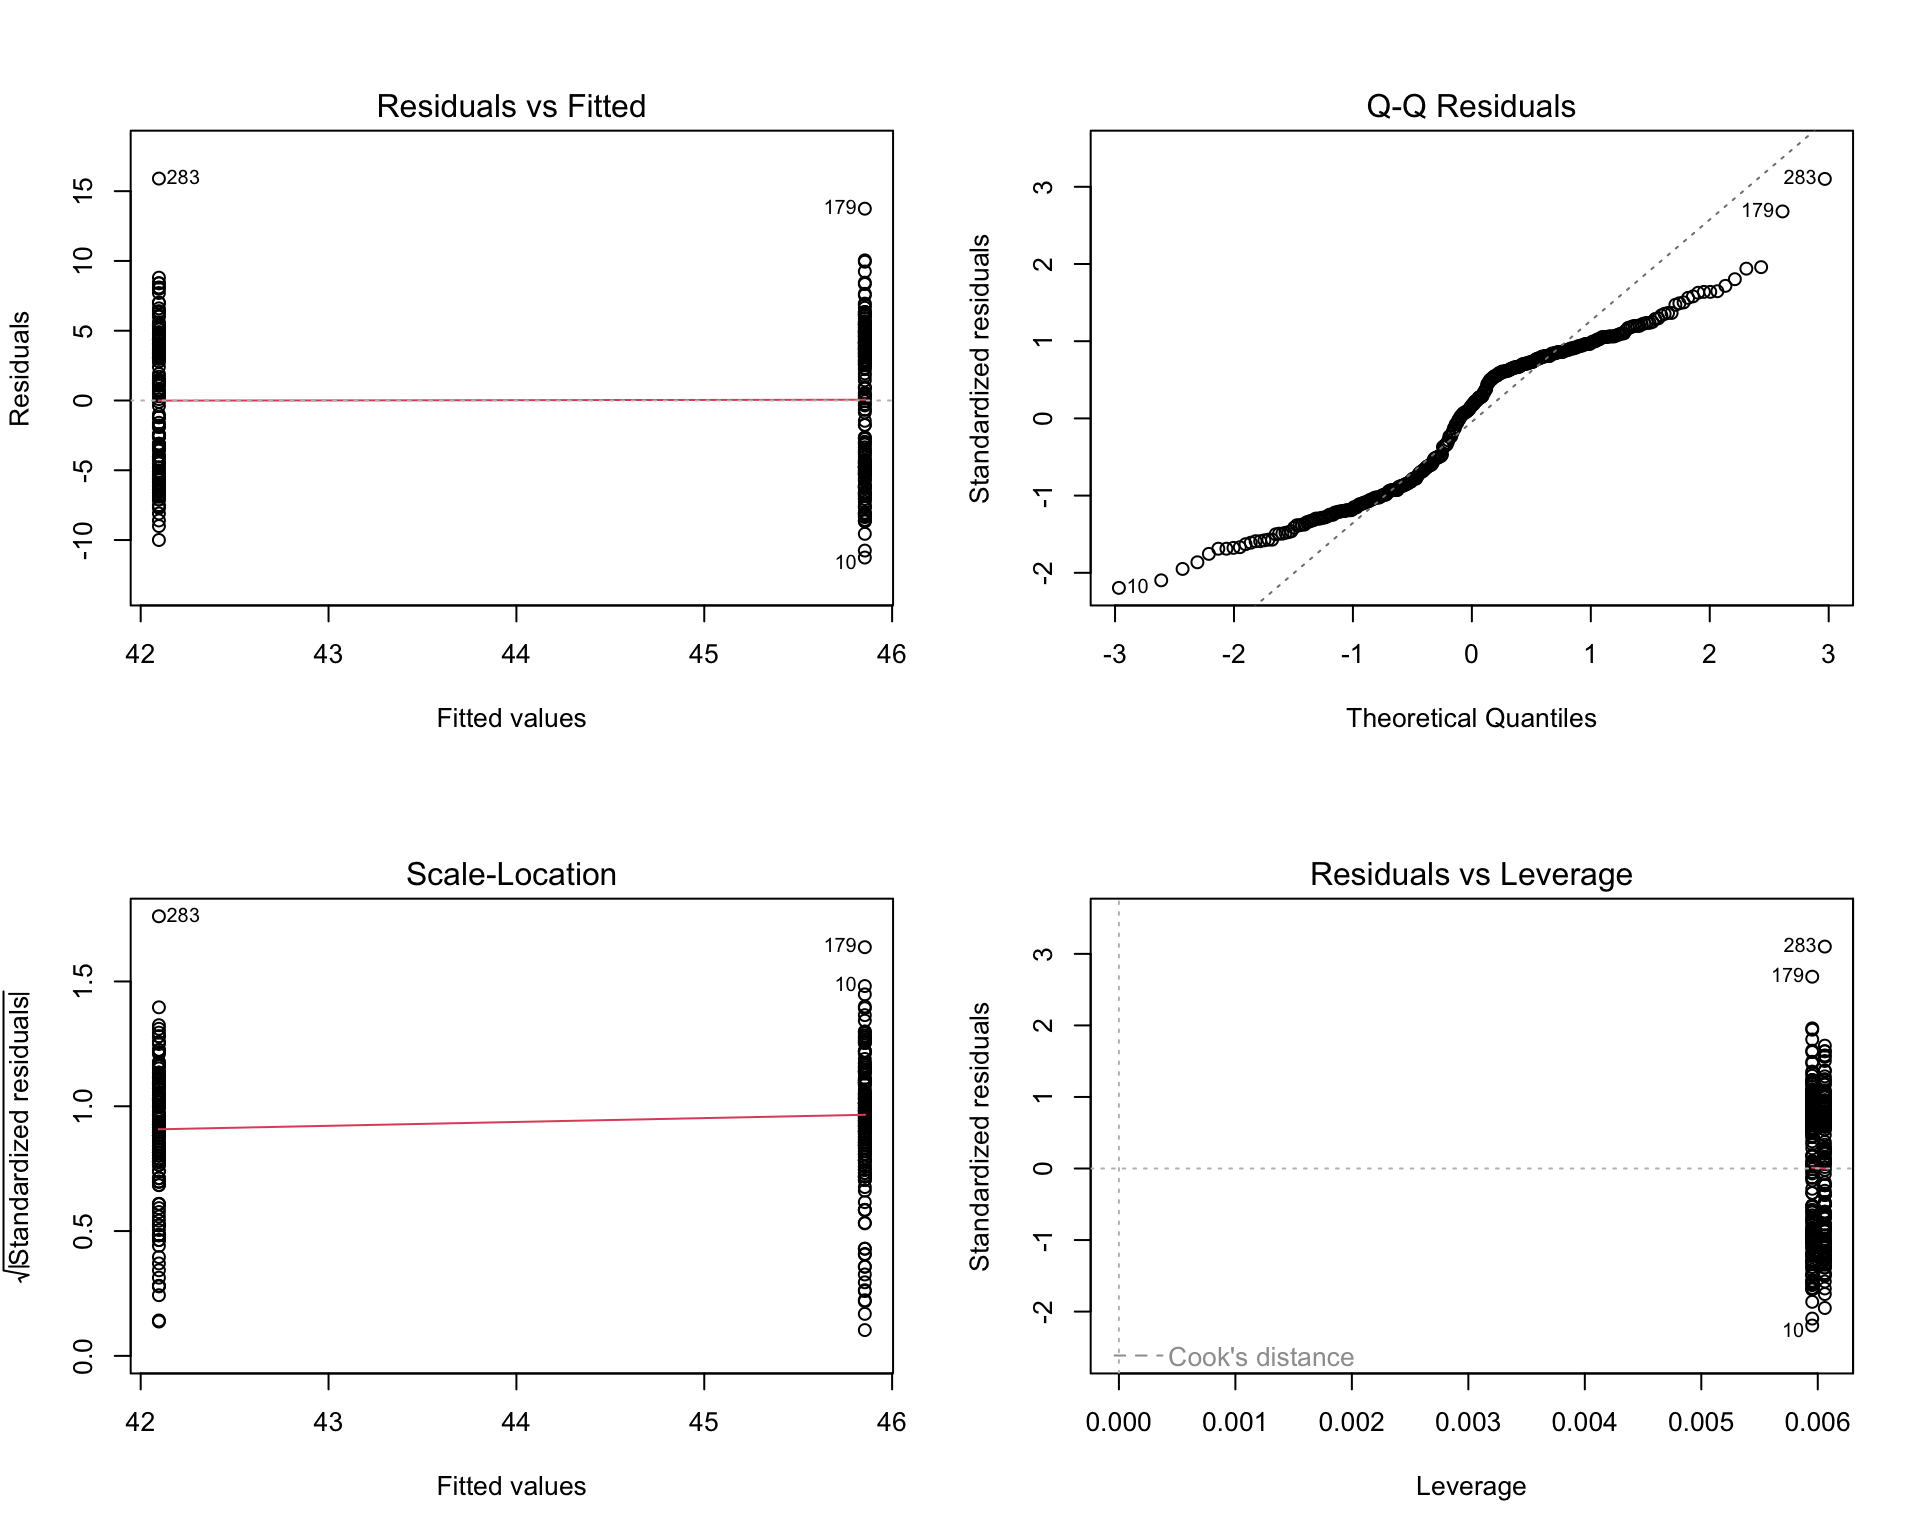 Residuals vs Fitted
Residuals
15
10
5
0
-5
-10
283
179
10
42 43 44 45 46
Fitted values
Q-Q Residuals
Standardized residuals
3
2
1
0
-1
-2
283
179
10
-3 -2 -1 0 1 2 3
Theoretical Quantiles
Scale-Location
√|Standardized residuals|
1.5
1.0
0.5
0.0
283
179
10
42 43 44 45 46
Fitted values
Residuals vs Leverage
Standardized residuals
3
2
1
0
-1
-2
283
179
10
Cook's distance
0.000 0.001 0.002 0.003 0.004 0.005 0.006
Leverage